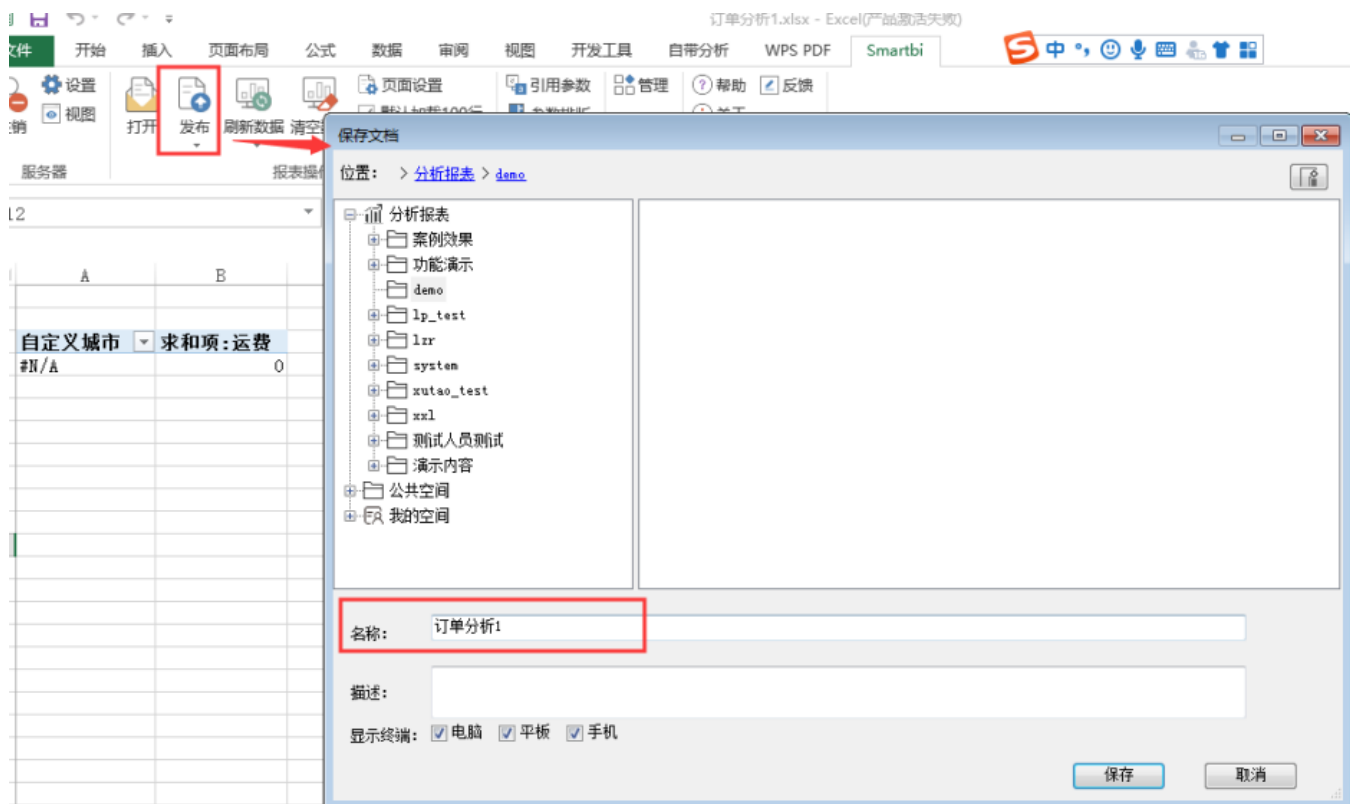 订单分析1.xlsx - Excel(产品激活失败)
文件 开始 插入 页面布局 公式 数据 审阅 视图 开发工具 自带分析 WPS PDF Smartbi
中
设置 页面设置 引用参数 管理 帮助 反馈
视图
打开 发布 刷新数据 清空
服务器
保存文档
位置: > 分析报表 > demo
12
分析报表
案例效果
功能演示
demo
lp_test
lzr
system
xutao_test
xxl
测试人员测试
演示内容
公共空间
我的空间
A B
自定义城市 求和项:运费
#N/A 0
名称: 订单分析1
描述:
显示终端: 电脑 平板 手机
保存 取消